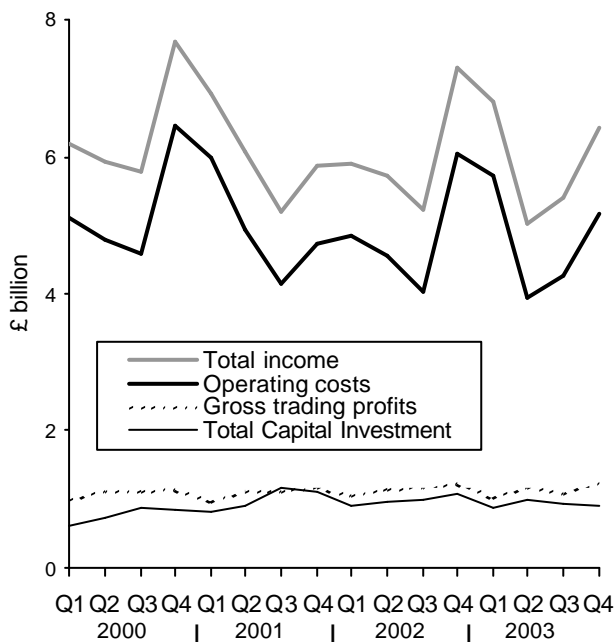 8
6
4
2
0
£ billion
Total income
Operating costs
Gross trading profits
Total Capital Investment
Q1 Q2 Q3 Q4 Q1 Q2 Q3 Q4 Q1 Q2 Q3 Q4 Q1 Q2 Q3 Q4
2000 2001 2002 2003